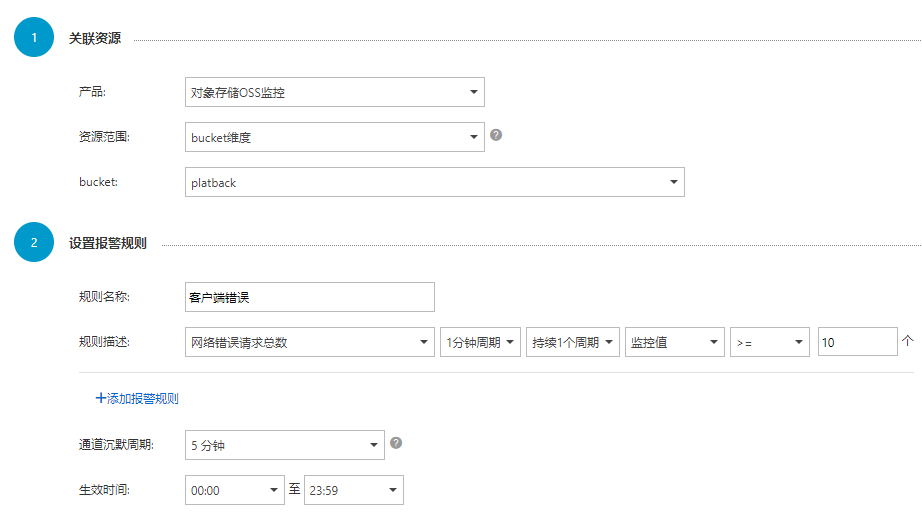 1 关联资源
产品: 对象存储OSS监控
资源范围: bucket维度 ?
bucket: platback
2 设置报警规则
规则名称: 客户端错误
规则描述: 网络错误请求总数 1分钟周期 持续1个周期 监控值 >= 10 个
+添加报警规则
通道沉默周期: 5 分钟 ?
生效时间: 00:00 至 23:59